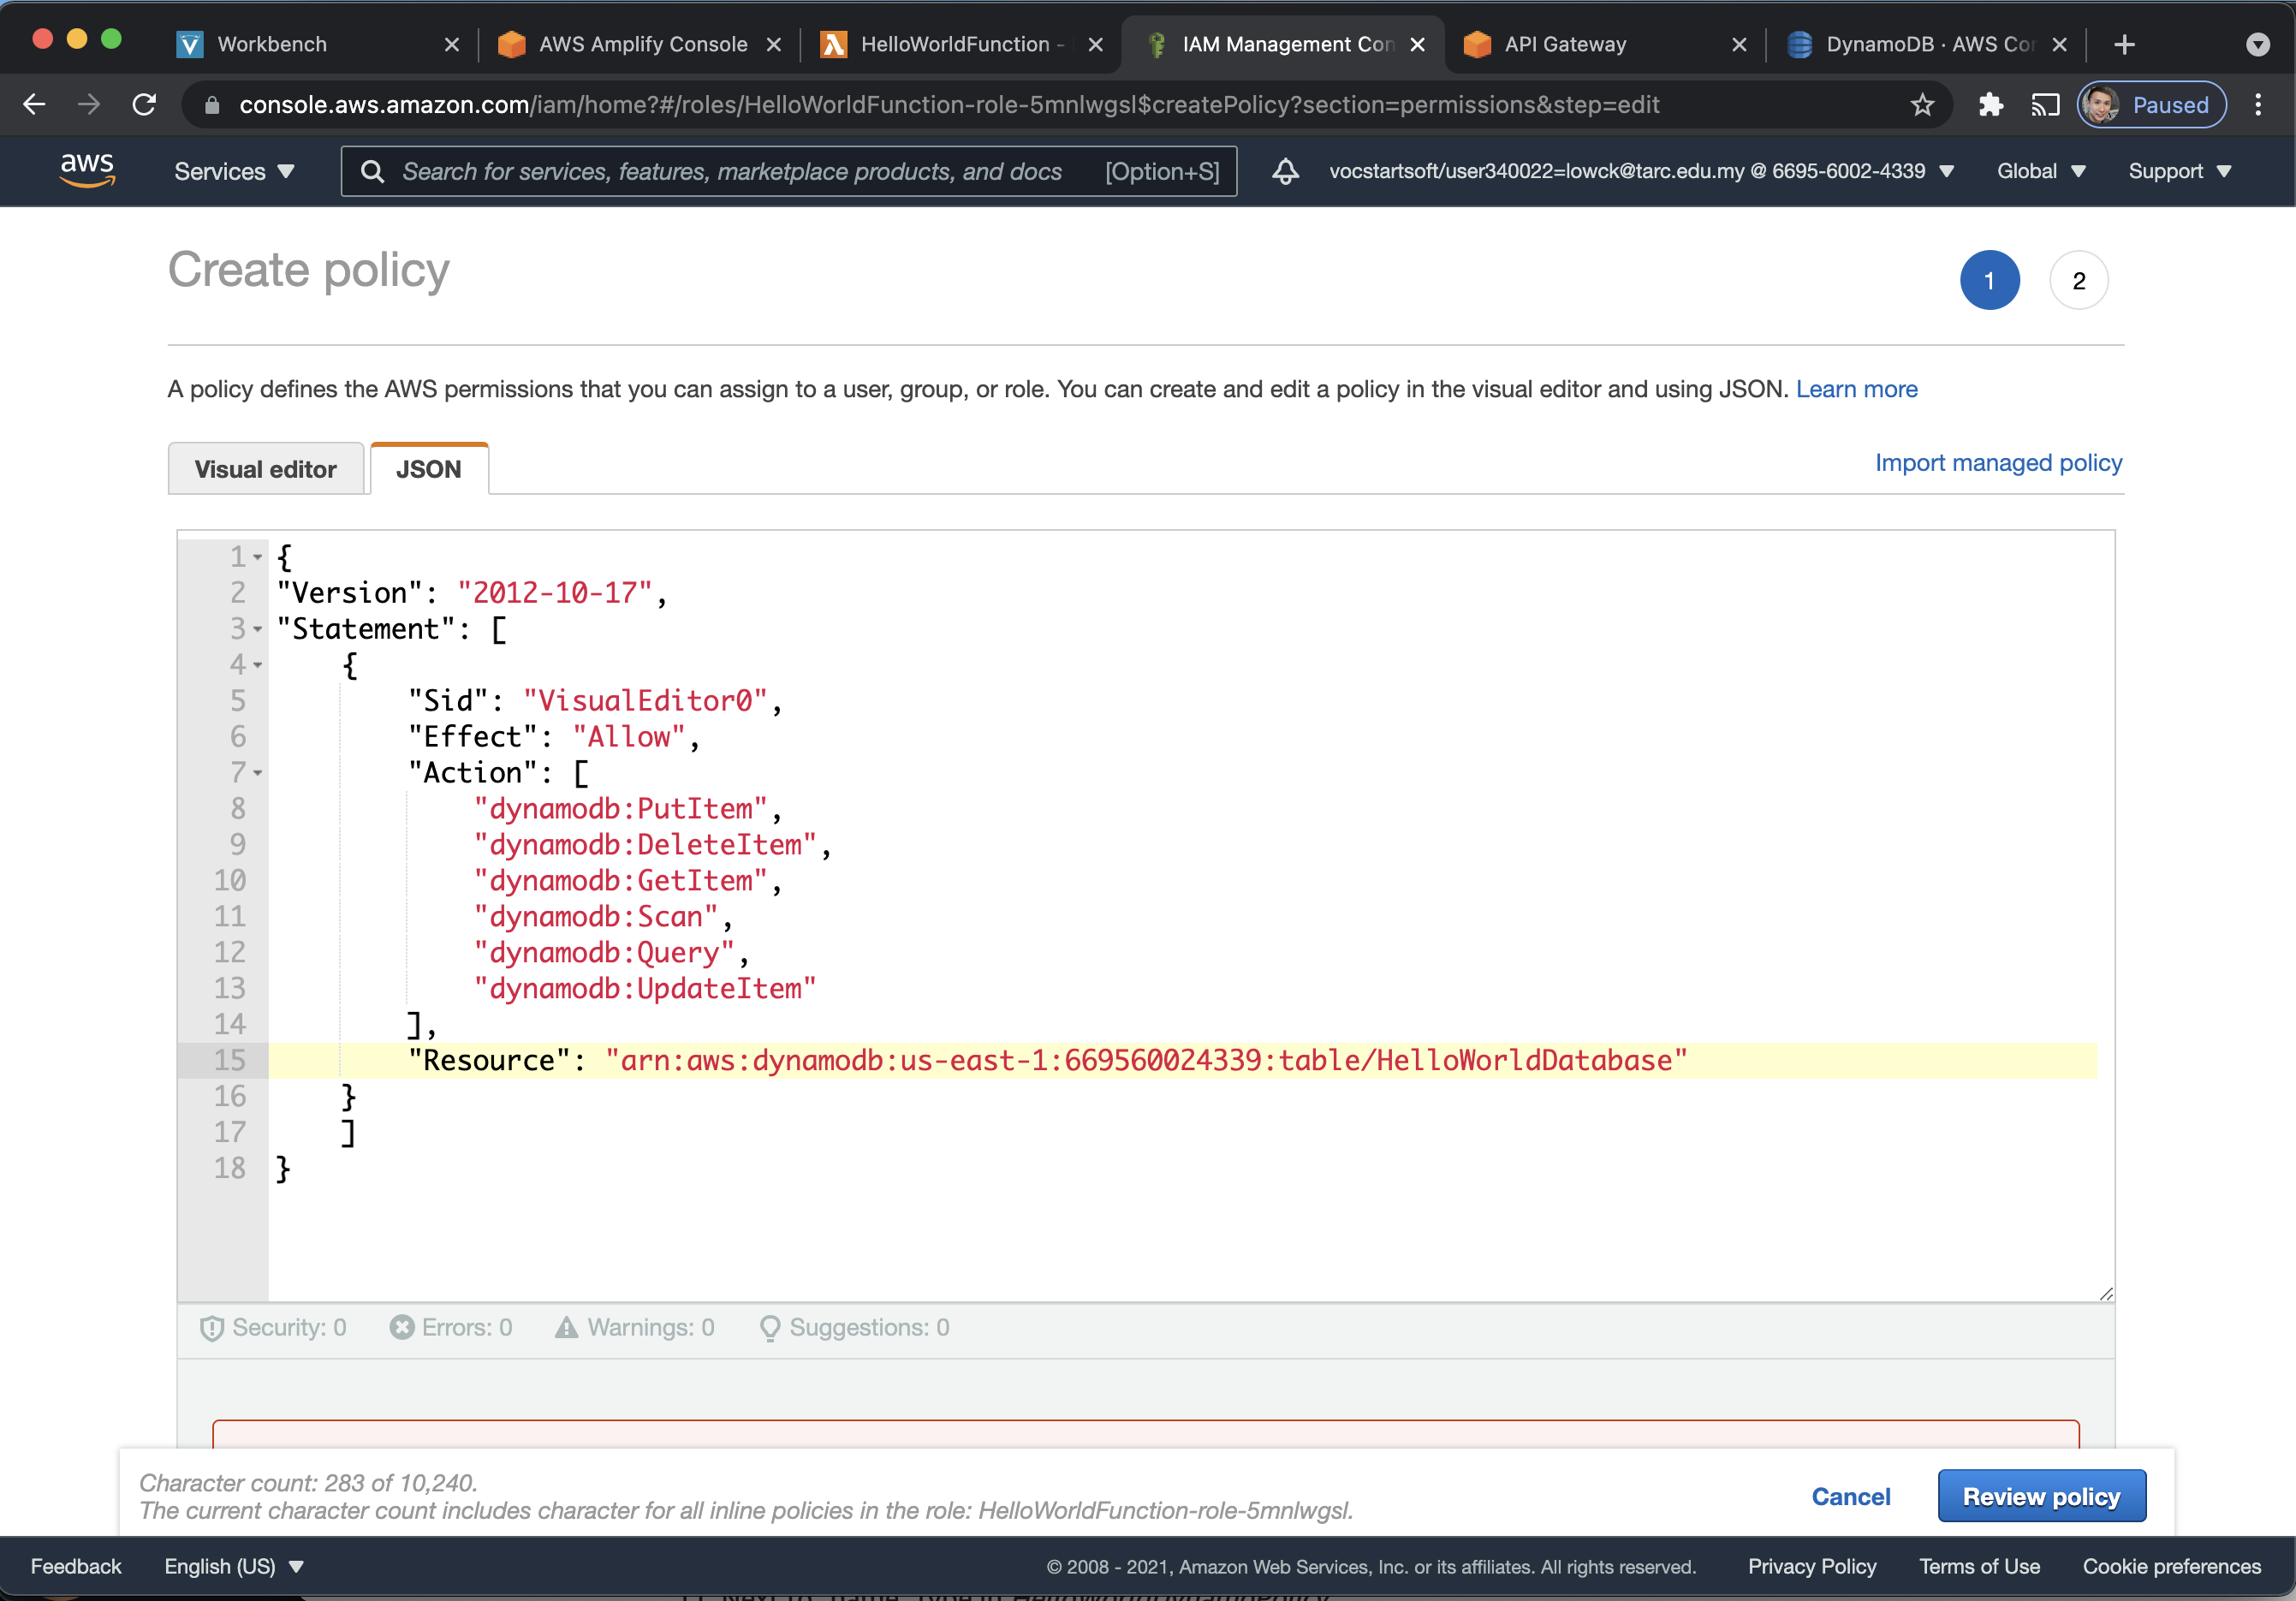 Workbench
AWS Amplify Console
HelloWorldFunction -
IAM Management Con
API Gateway
DynamoDB · AWS Con
console.aws.amazon.com/iam/home?#/roles/HelloWorldFunction-role-5mnlwgsl$createPolicy?section=permissions&step=edit
Paused
aws
Services
Search for services, features, marketplace products, and docs
[Option+S]
vocstartsoft/user340022=lowck@tarc.edu.my @ 6695-6002-4339
Global
Support
Create policy
1
2
A policy defines the AWS permissions that you can assign to a user, group, or role. You can create and edit a policy in the visual editor and using JSON. Learn more
Visual editor
JSON
Import managed policy
1 {
2 "Version": "2012-10-17",
3 "Statement": [
4 {
5 "Sid": "VisualEditor0",
6 "Effect": "Allow",
7 "Action": [
8 "dynamodb:PutItem",
9 "dynamodb:DeleteItem",
10 "dynamodb:GetItem",
11 "dynamodb:Scan",
12 "dynamodb:Query",
13 "dynamodb:UpdateItem"
14 ],
15 "Resource": "arn:aws:dynamodb:us-east-1:669560024339:table/HelloWorldDatabase"
16 }
17 ]
18 }
Security: 0
Errors: 0
Warnings: 0
Suggestions: 0
Character count: 283 of 10,240.
The current character count includes character for all inline policies in the role: HelloWorldFunction-role-5mnlwgsl.
Cancel
Review policy
Feedback
English (US)
© 2008 - 2021, Amazon Web Services, Inc. or its affiliates. All rights reserved.
Privacy Policy
Terms of Use
Cookie preferences